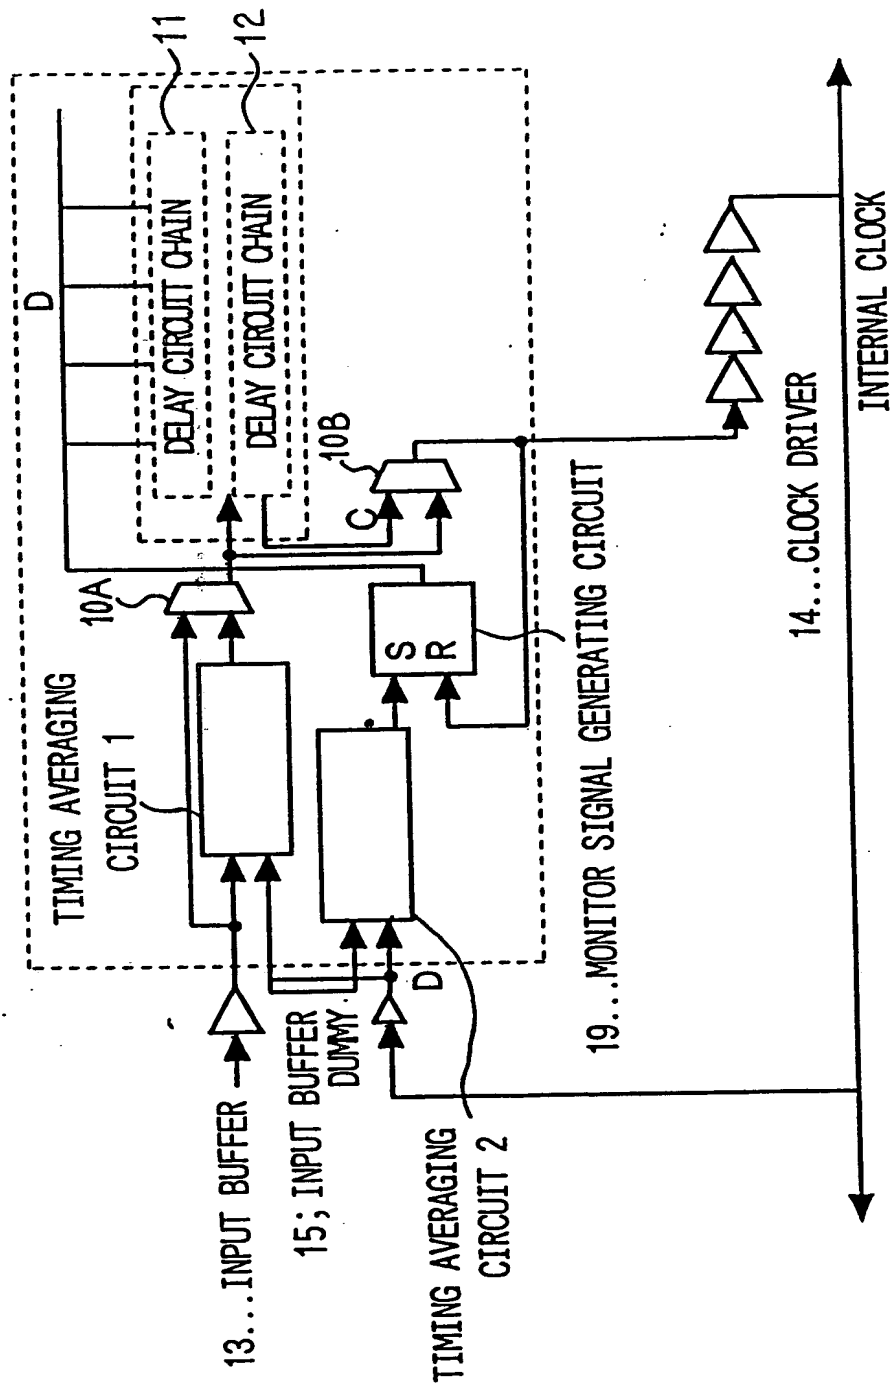 13...INPUT BUFFER
15;INPUT BUFFER
DUMMY
TIMING AVERAGING
CIRCUIT 2
TIMING AVERAGING
CIRCUIT 1
10A
D
11
12
DELAY CIRCUIT CHAIN
DELAY CIRCUIT CHAIN
C
10B
S
R
D
19...MONITOR SIGNAL GENERATING CIRCUIT
14...CLOCK DRIVER
INTERNAL CLOCK